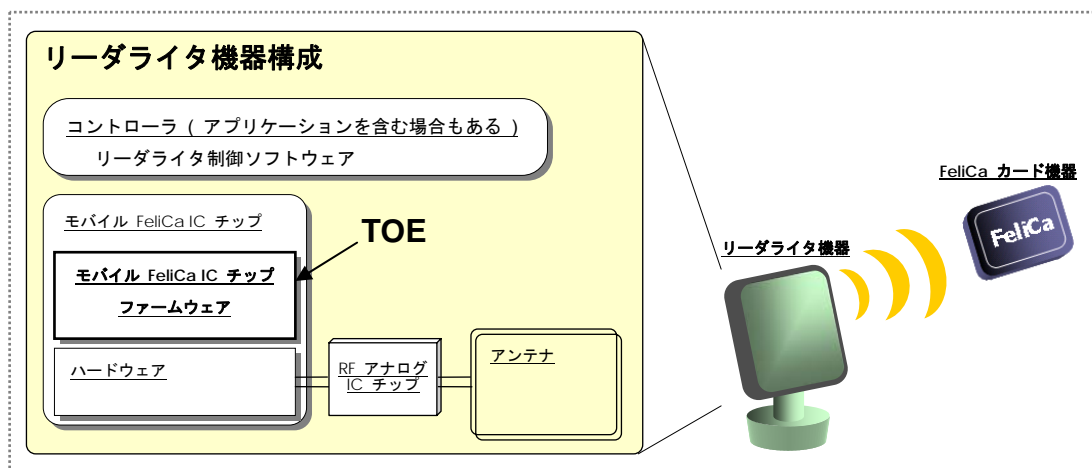 リーダライタ機器構成
コントローラ ( アプリケーションを含む場合もある )
リーダライタ制御ソフトウェア
モバイル FeliCa IC チップ
TOE
モバイル FeliCa IC チップ
ファームウェア
ハードウェア
RF アナログ
IC チップ
アンテナ
リーダライタ機器
FeliCa カード機器
FeliCa